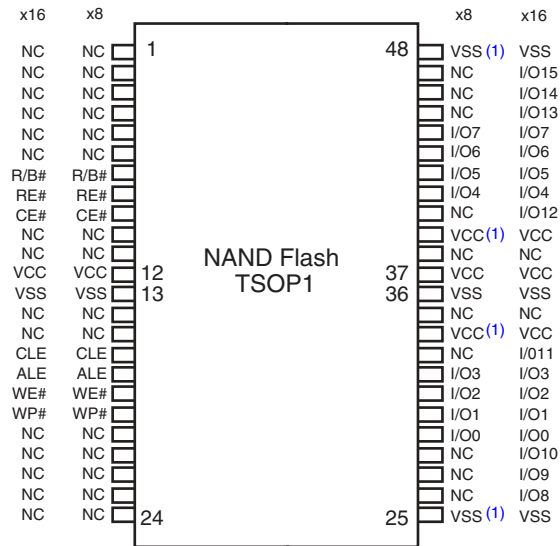 x16 x8 x8 x16
NC NC 1 48 VSS (1) VSS
NC NC NC I/O15
NC NC NC I/O14
NC NC NC I/O13
NC NC I/O7 I/O7
NC NC I/O6 I/O6
R/B# R/B# I/O5 I/O5
RE# RE# I/O4 I/O4
CE# CE# NC I/O12
NC NC VCC (1) VCC
NC NC NAND Flash NC NC
VCC VCC 12 TSOP1 37 VCC VCC
VSS VSS 13 36 VSS VSS
NC NC NC NC
NC NC VCC (1) VCC
CLE CLE NC I/011
ALE ALE I/O3 I/O3
WE# WE# I/O2 I/O2
WP# WP# I/O1 I/O1
NC NC I/O0 I/O0
NC NC NC I/O10
NC NC NC I/O9
NC NC NC I/O8
NC NC 24 25 VSS (1) VSS